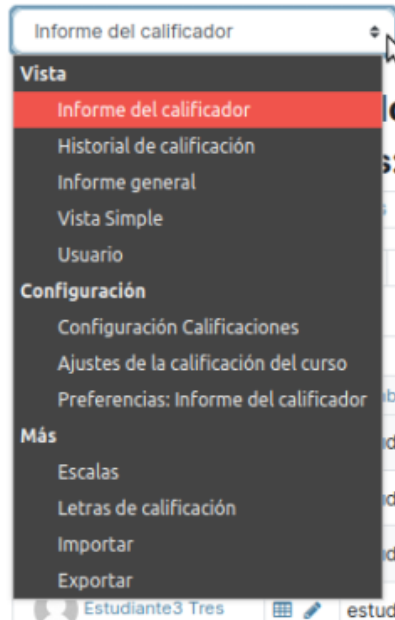 Informe del calificador
Vista
Informe del calificador
Historial de calificación
Informe general
Vista Simple
Usuario
Configuración
Configuración Calificaciones
Ajustes de la calificación del curso
Preferencias: Informe del calificador
Más
Escalas
Letras de calificación
Importar
Exportar
Estudiante3 Tres